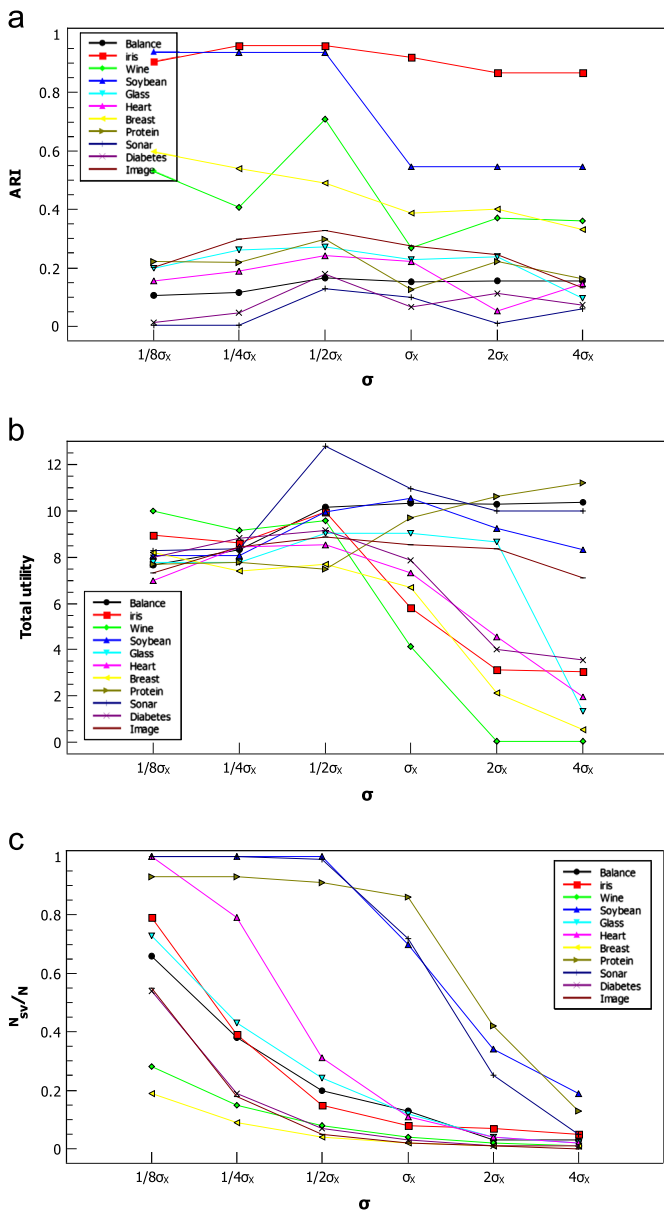 a
1
0.8
0.6
0.4
0.2
0
ARI
Balance
iris
Wine
Soybean
Glass
Heart
Breast
Protein
Sonar
Diabetes
Image
1/8σX 1/4σX 1/2σX σX 2σX 4σX
σ
b
12
10
8
6
4
2
0
Total utility
Balance
iris
Wine
Soybean
Glass
Heart
Breast
Protein
Sonar
Diabetes
Image
1/8σX 1/4σX 1/2σX σX 2σX 4σX
σ
c
1
0.8
0.6
0.4
0.2
0
Nsv/N
Balance
iris
Wine
Soybean
Glass
Heart
Breast
Protein
Sonar
Diabetes
Image
1/8σX 1/4σX 1/2σX σX 2σX 4σX
σ